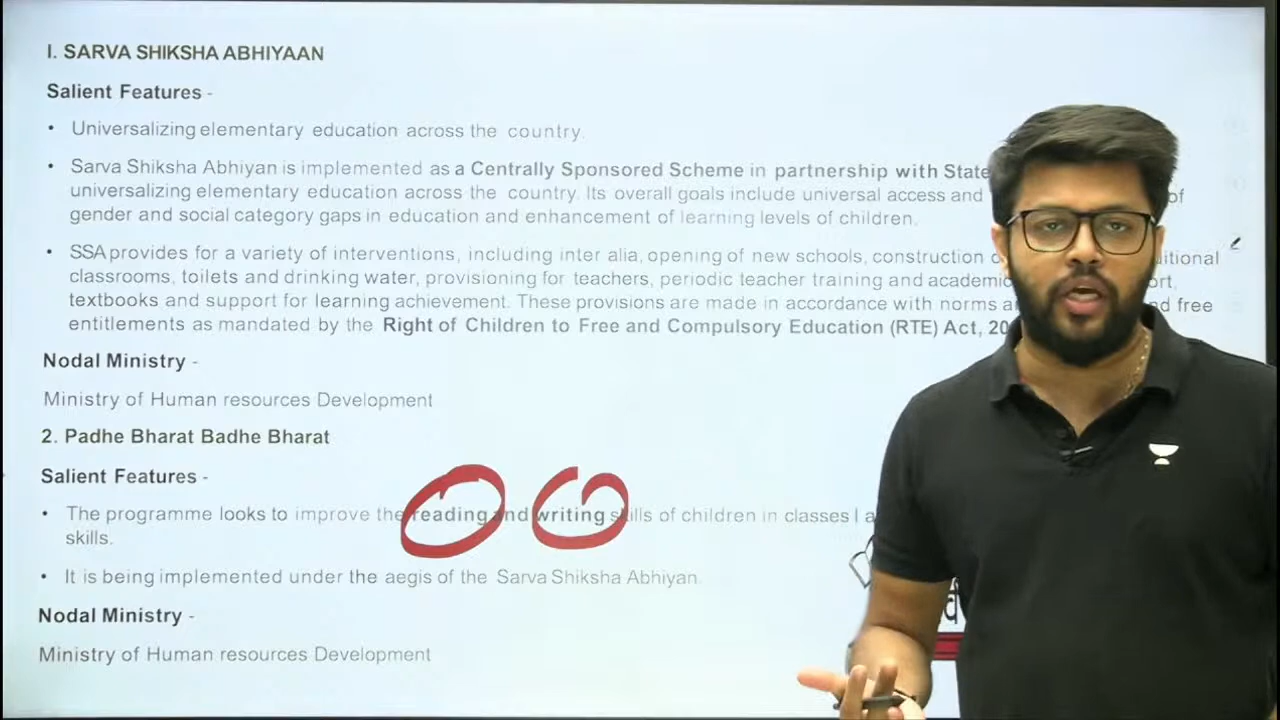 I. SARVA SHIKSHA ABHIYAAN
Salient Features -
• Universalizing elementary education across the country.
• Sarva Shiksha Abhiyan is implemented as a Centrally Sponsored Scheme in partnership with State
universalizing elementary education across the country. Its overall goals include universal access and of
gender and social category gaps in education and enhancement of learning levels of children.
• SSA provides for a variety of interventions, including inter alia, opening of new schools, construction
classrooms, toilets and drinking water, provisioning for teachers, periodic teacher training and academic
textbooks and support for learning achievement. These provisions are made in accordance with norms free
entitlements as mandated by the Right of Children to Free and Compulsory Education (RTE) Act, 20
Nodal Ministry -
Ministry of Human resources Development
2. Padhe Bharat Badhe Bharat
Salient Features -
• The programme looks to improve the reading and writing skills of children in classes I
skills.
• It is being implemented under the aegis of the Sarva Shiksha Abhiyan.
Nodal Ministry -
Ministry of Human resources Development